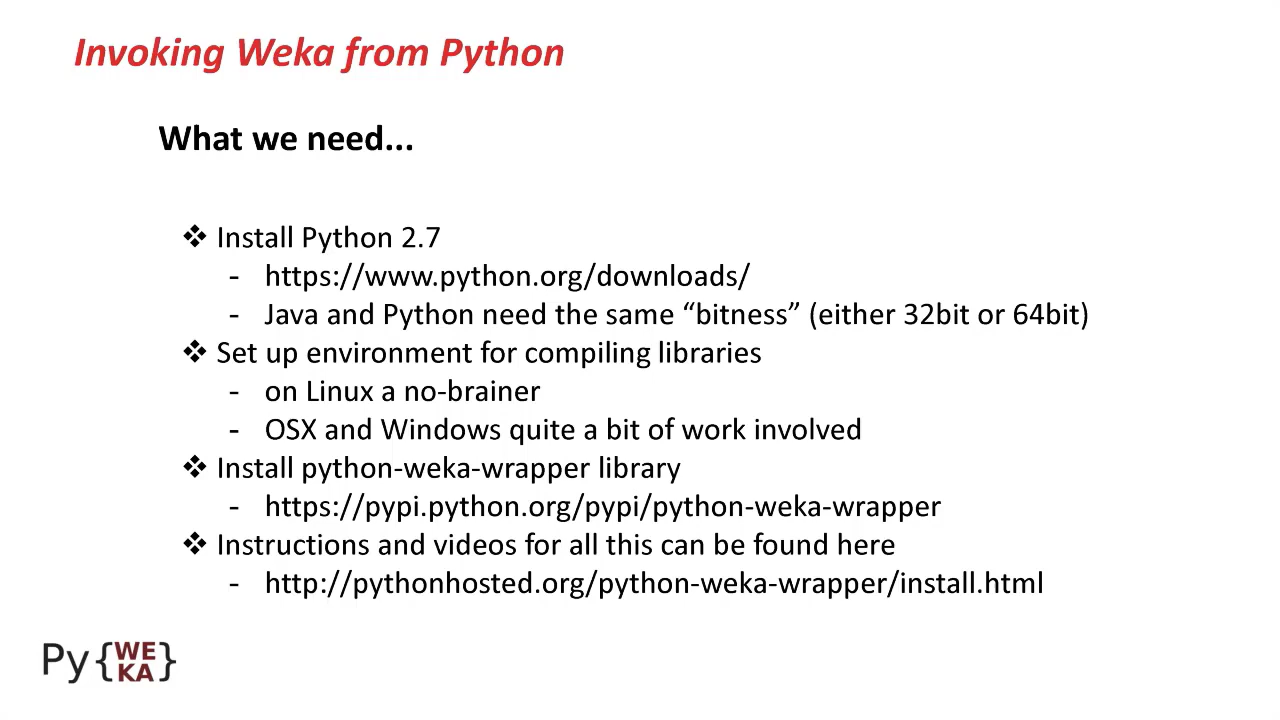 Invoking Weka from Python
What we need...
❖ Install Python 2.7
- https://www.python.org/downloads/
- Java and Python need the same “bitness” (either 32bit or 64bit)
❖ Set up environment for compiling libraries
- on Linux a no-brainer
- OSX and Windows quite a bit of work involved
❖ Install python-weka-wrapper library
- https://pypi.python.org/pypi/python-weka-wrapper
❖ Instructions and videos for all this can be found here
- http://pythonhosted.org/python-weka-wrapper/install.html
Py{WE
KA}